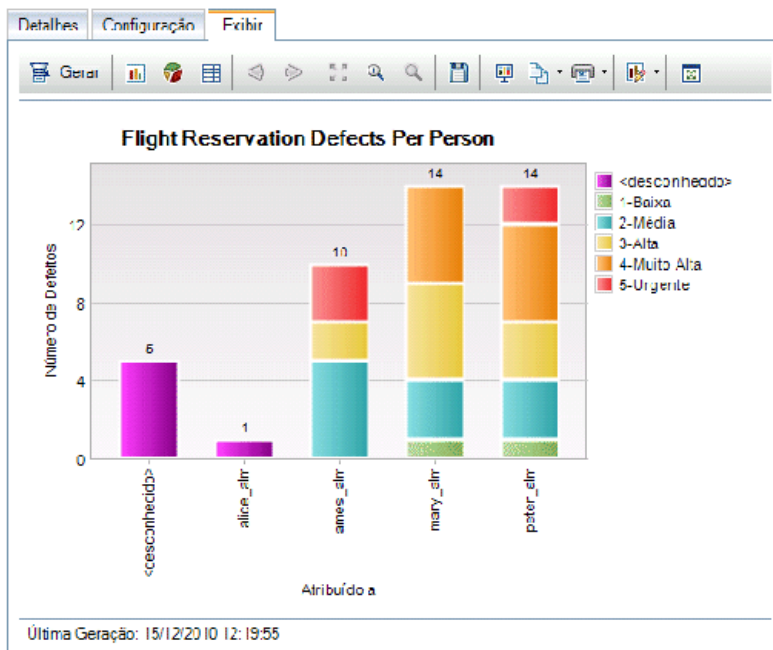 Detalhes
Configuração
Exibir
Gerar
Flight Reservation Defects Per Person
14
14
10
5
1
12
8
4
0
Número de Defeitos
<desconhecido>
alice_alm
james_alm
mary_alm
peter_alm
Atribuído a
<desconhecido>
1-Baixa
2-Média
3-Alta
4-Muito Alta
5-Urgente
Última Geração: 15/12/2010 12:19:55